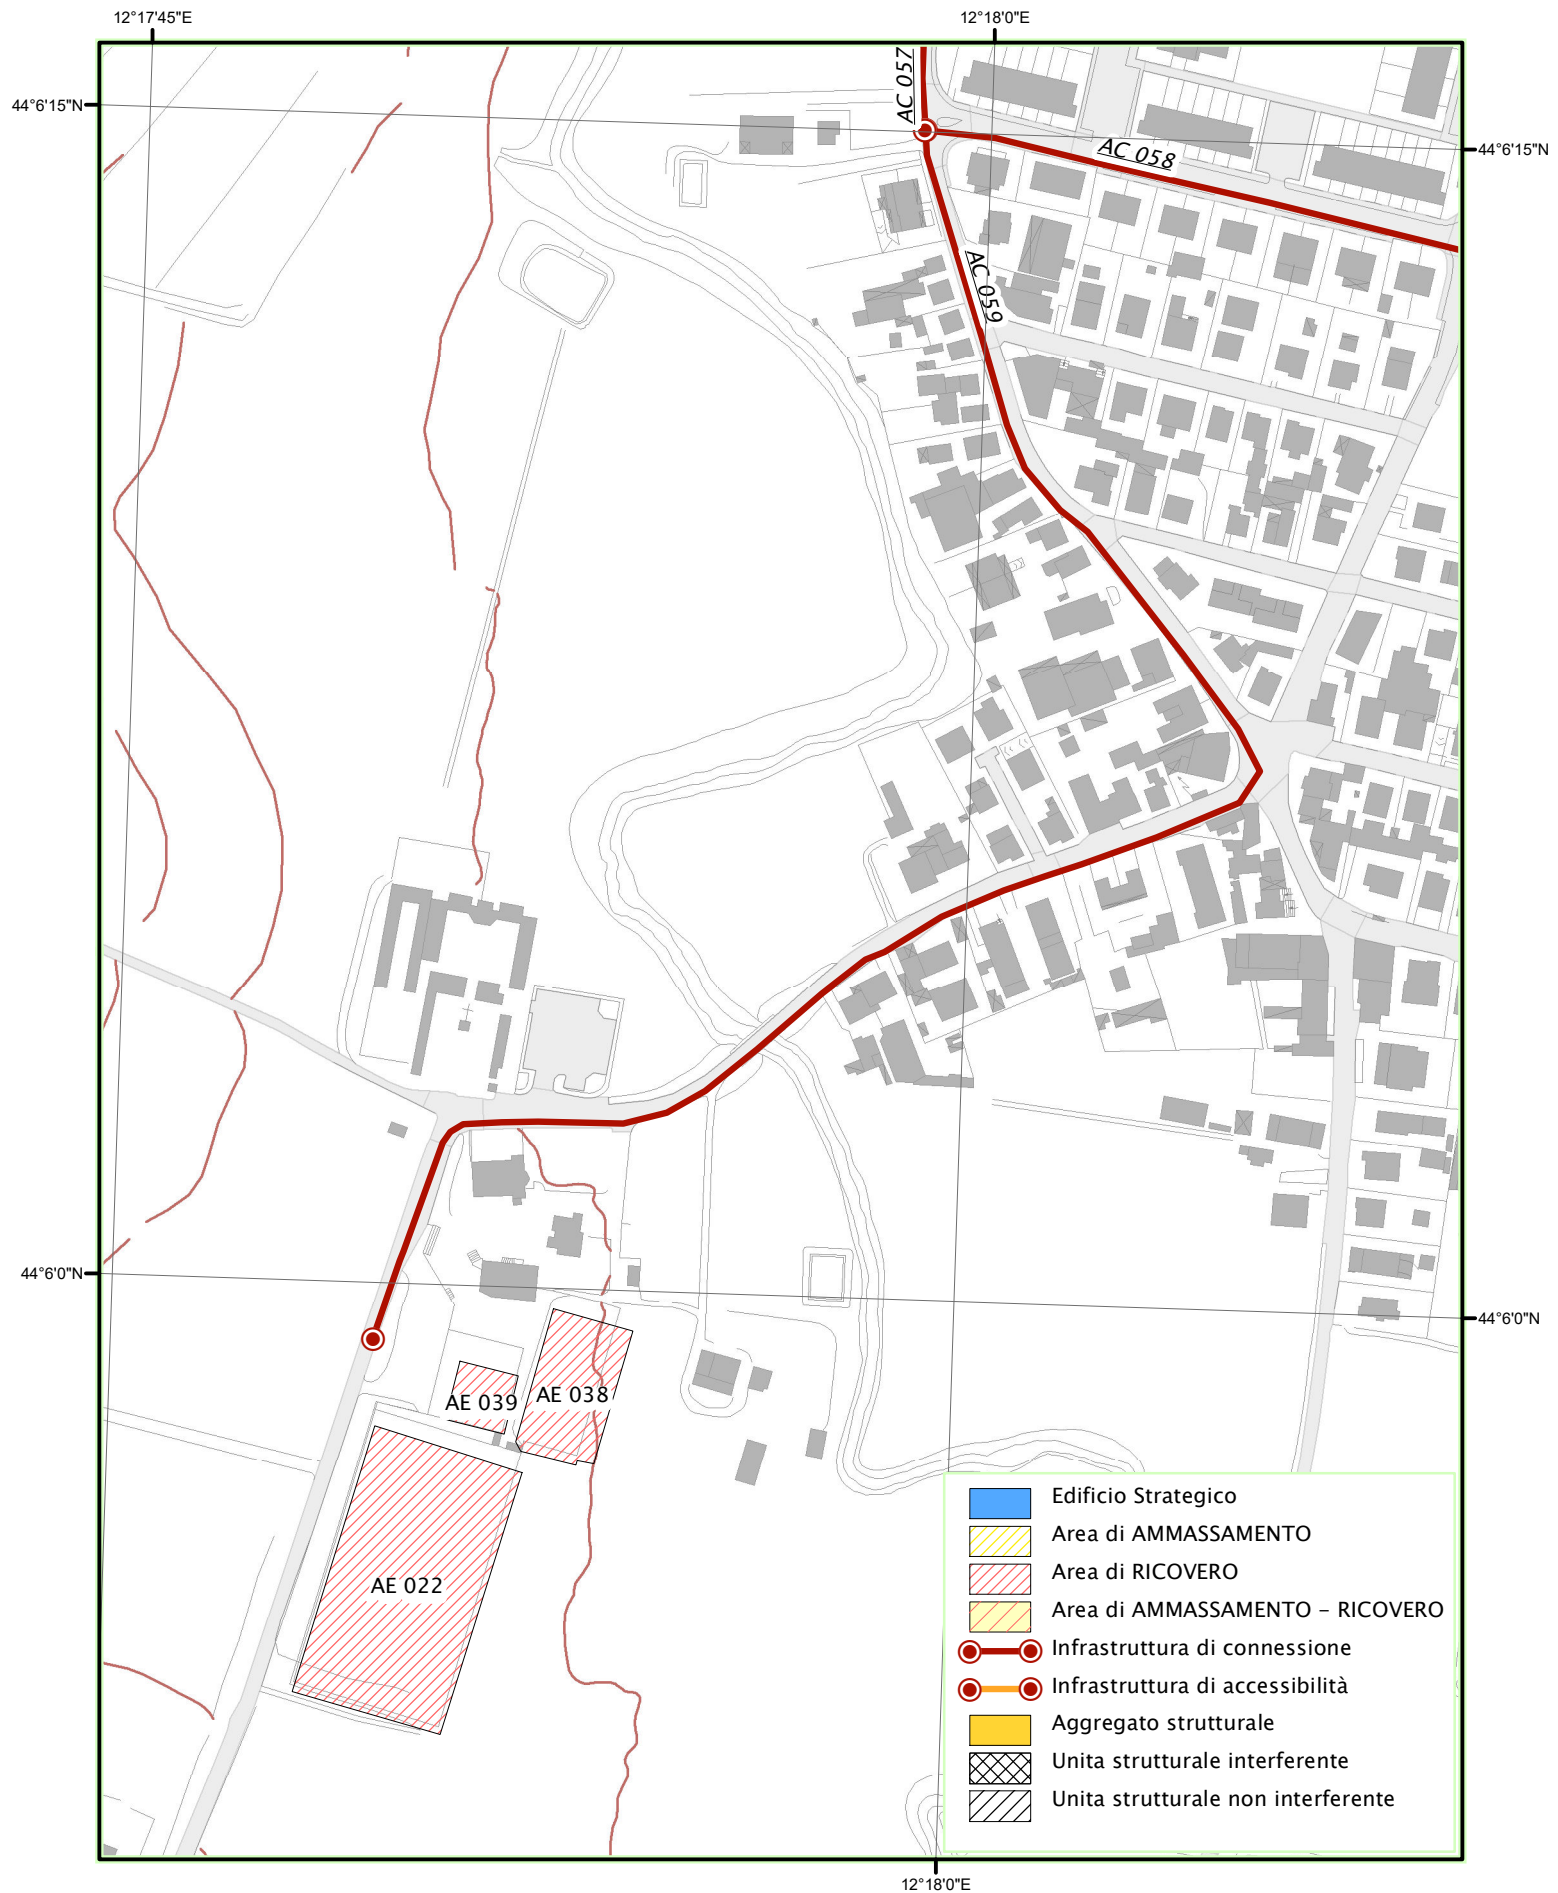 12°17'45"E
12°18'0"E
44°6'15"N
44°6'15"N
AC 057
AC 058
AC 059
44°6'0"N
44°6'0"N
AE 039
AE 038
AE 022
Edificio Strategico
Area di AMMASSAMENTO
Area di RICOVERO
Area di AMMASSAMENTO - RICOVERO
Infrastruttura di connessione
Infrastruttura di accessibilità
Aggregato strutturale
Unita strutturale interferente
Unita strutturale non interferente
12°18'0"E